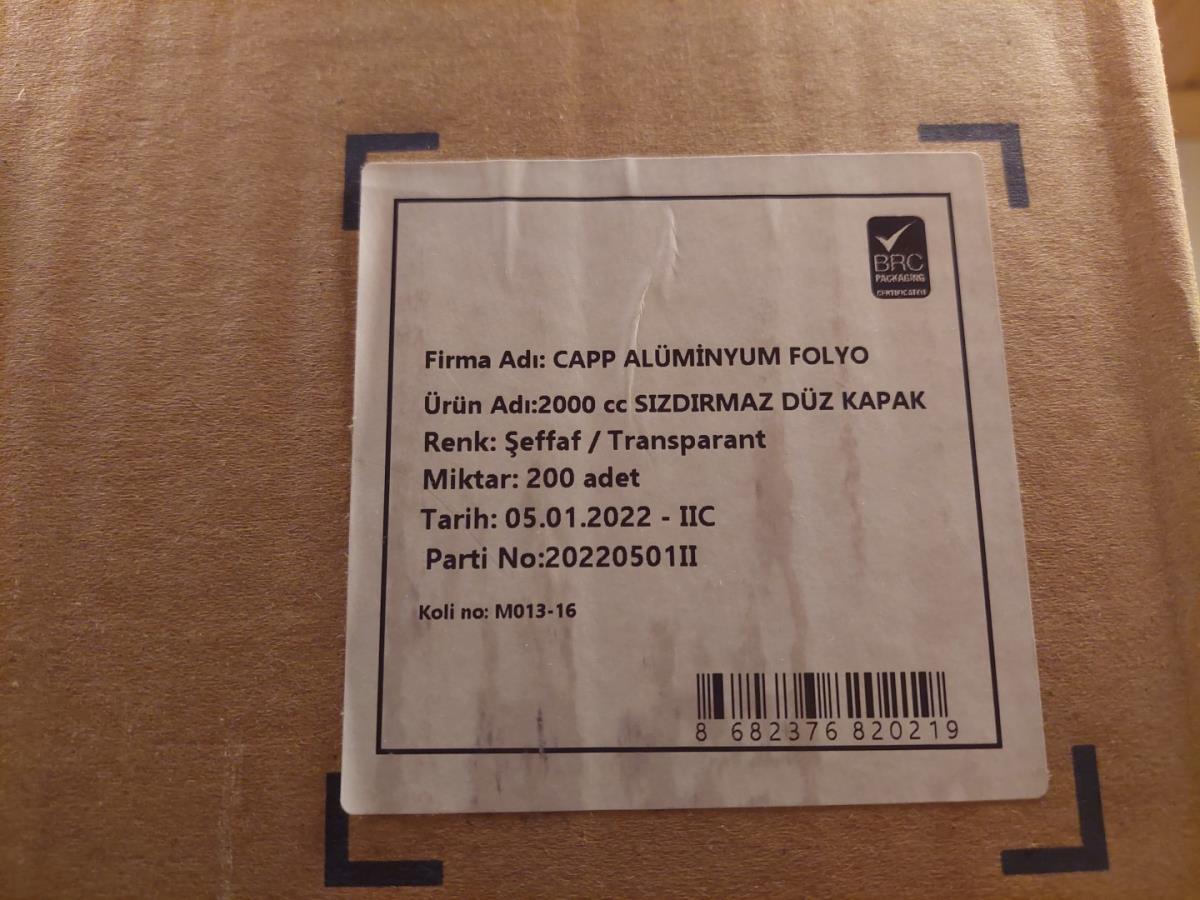 BRC
PACKAGING
CERTIFICATED
Firma Adı: CAPP ALÜMİNYUM FOLYO
Ürün Adı:2000 cc SIZDIRMAZ DÜZ KAPAK
Renk: Şeffaf / Transparant
Miktar: 200 adet
Tarih: 05.01.2022 - IIC
Parti No:20220501II
Koli no: M013-16
8 682376 820219